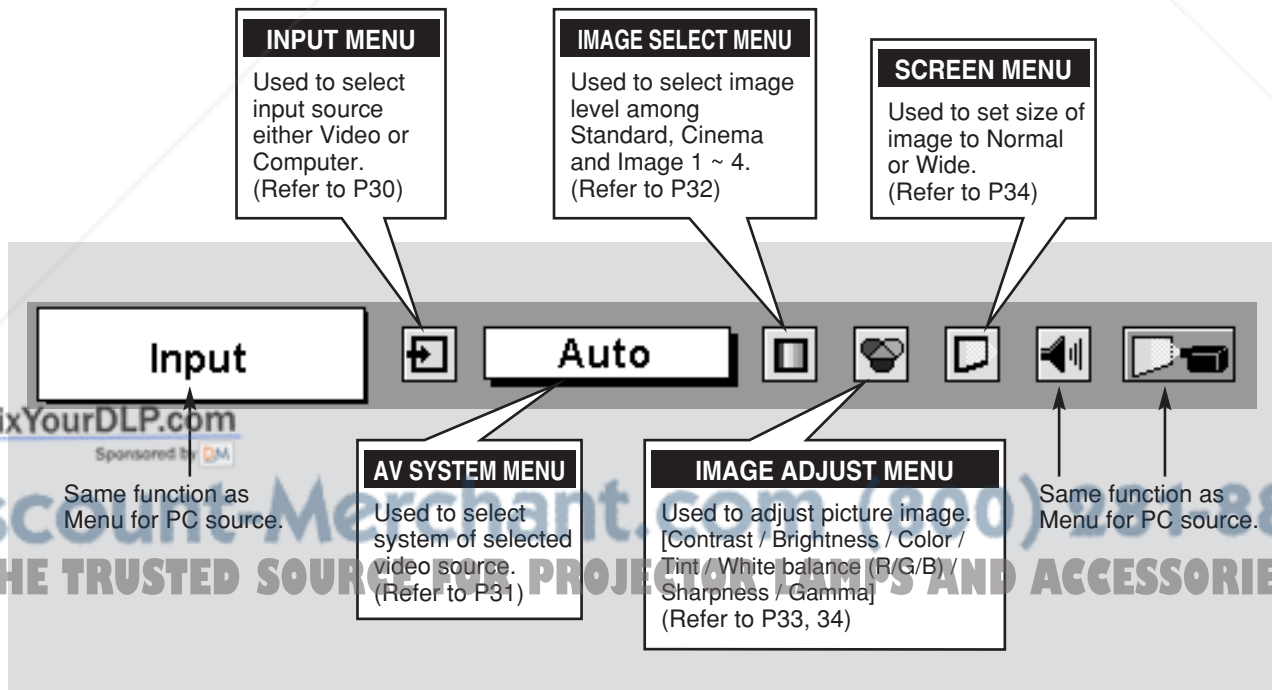 INPUT MENU
Used to select
input source
either Video or
Computer.
(Refer to P30)
IMAGE SELECT MENU
Used to select image
level among
Standard, Cinema
and Image 1 ~ 4.
(Refer to P32)
SCREEN MENU
Used to set size of
image to Normal
or Wide.
(Refer to P34)
Input
Auto
ixYourDLP.com
Sponsored by DM
Same function as
Menu for PC source.
AV SYSTEM MENU
Used to select
system of selected
video source.
(Refer to P31)
IMAGE ADJUST MENU
Used to adjust picture image.
[Contrast / Brightness / Color /
Tint / White balance (R/G/B) /
Sharpness / Gamma]
(Refer to P33, 34)
Same function as
Menu for PC source.
scount-Merchant.com (800) 281-88
HE TRUSTED SOURCE FOR PROJECTOR LAMPS AND ACCESSORIE